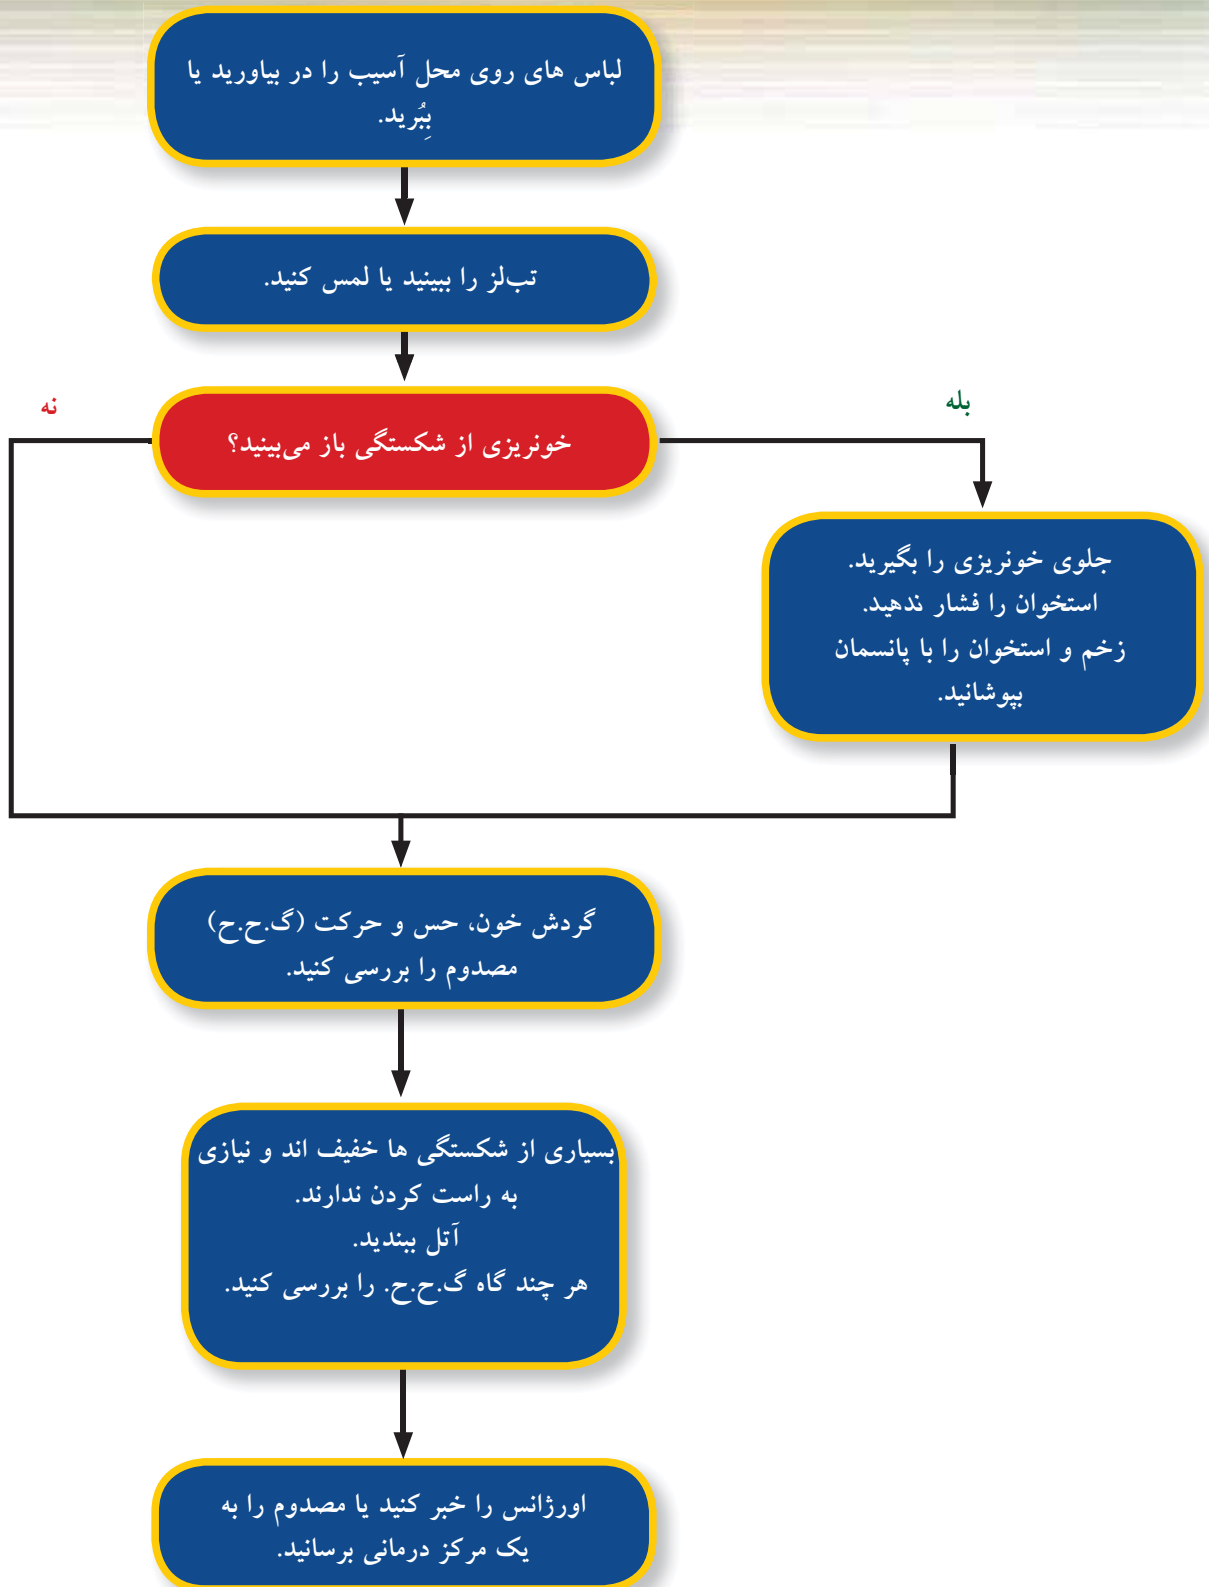 لباس های روی محل آسیب را در بیاورید یا
بِبُرید.
تب‌لز را ببینید یا لمس کنید.
خونریزی از شکستگی باز می‌بینید؟
بله
نه
جلوی خونریزی را بگیرید.
استخوان را فشار ندهید.
زخم و استخوان را با پانسمان
بپوشانید.
گردش خون، حس و حرکت (گ.ح.ح)
مصدوم را بررسی کنید.
بسیاری از شکستگی ها خفیف اند و نیازی
به راست کردن ندارند.
آتل ببندید.
هر چند گاه گ.ح.ح. را بررسی کنید.
اورژانس را خبر کنید یا مصدوم را به
یک مرکز درمانی برسانید.